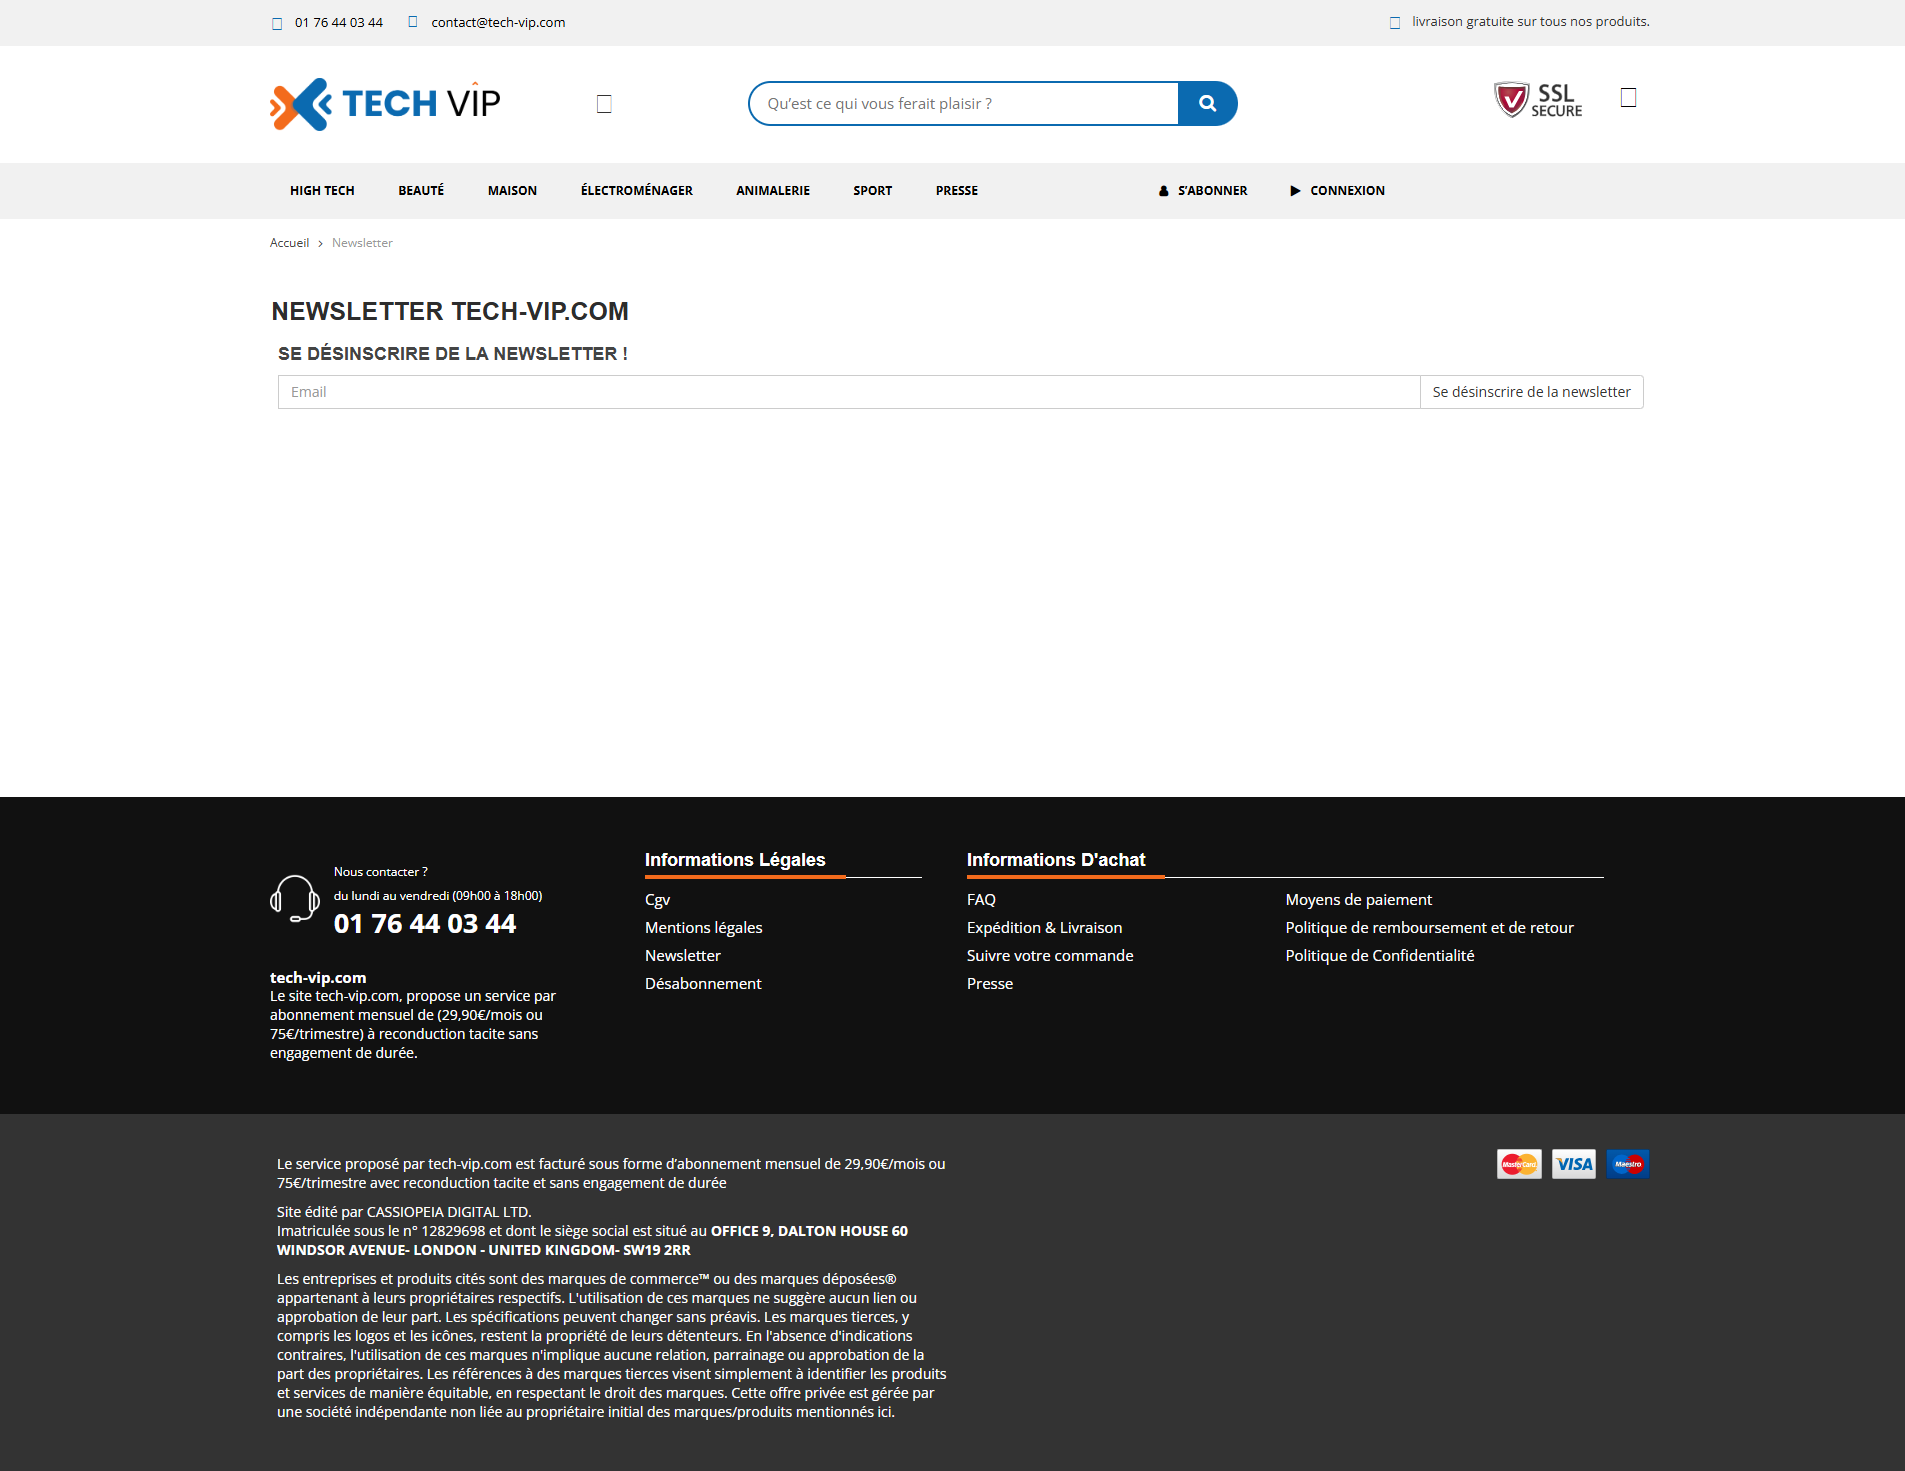 01 76 44 03 44 contact@tech-vip.com livraison gratuite sur tous nos produits.
TECH VIP Qu’est ce qui vous ferait plaisir ? SSL SECURE
HIGH TECH BEAUTÉ MAISON ÉLECTROMÉNAGER ANIMALERIE SPORT PRESSE S’ABONNER CONNEXION
Accueil > Newsletter
NEWSLETTER TECH-VIP.COM
SE DÉSINSCRIRE DE LA NEWSLETTER !
Email Se désinscrire de la newsletter
Nous contacter ?
du lundi au vendredi (09h00 à 18h00)
01 76 44 03 44
tech-vip.com
Le site tech-vip.com, propose un service par
abonnement mensuel de (29,90€/mois ou
75€/trimestre) à reconduction tacite sans
engagement de durée.
Informations Légales
Cgv
Mentions légales
Newsletter
Désabonnement
Informations D'achat
FAQ
Expédition & Livraison
Suivre votre commande
Presse
Moyens de paiement
Politique de remboursement et de retour
Politique de Confidentialité
Le service proposé par tech-vip.com est facturé sous forme d’abonnement mensuel de 29,90€/mois ou
75€/trimestre avec reconduction tacite et sans engagement de durée
Site édité par CASSIOPEIA DIGITAL LTD.
Imatriculée sous le n° 12829698 et dont le siège social est situé au OFFICE 9, DALTON HOUSE 60
WINDSOR AVENUE- LONDON - UNITED KINGDOM- SW19 2RR
Les entreprises et produits cités sont des marques de commerce™ ou des marques déposées®
appartenant à leurs propriétaires respectifs. L'utilisation de ces marques ne suggère aucun lien ou
approbation de leur part. Les spécifications peuvent changer sans préavis. Les marques tierces, y
compris les logos et les icônes, restent la propriété de leurs détenteurs. En l'absence d'indications
contraires, l'utilisation de ces marques n'implique aucune relation, parrainage ou approbation de la
part des propriétaires. Les références à des marques tierces visent simplement à identifier les produits
et services de manière équitable, en respectant le droit des marques. Cette offre privée est gérée par
une société indépendante non liée au propriétaire initial des marques/produits mentionnés ici.
MasterCard VISA Maestro